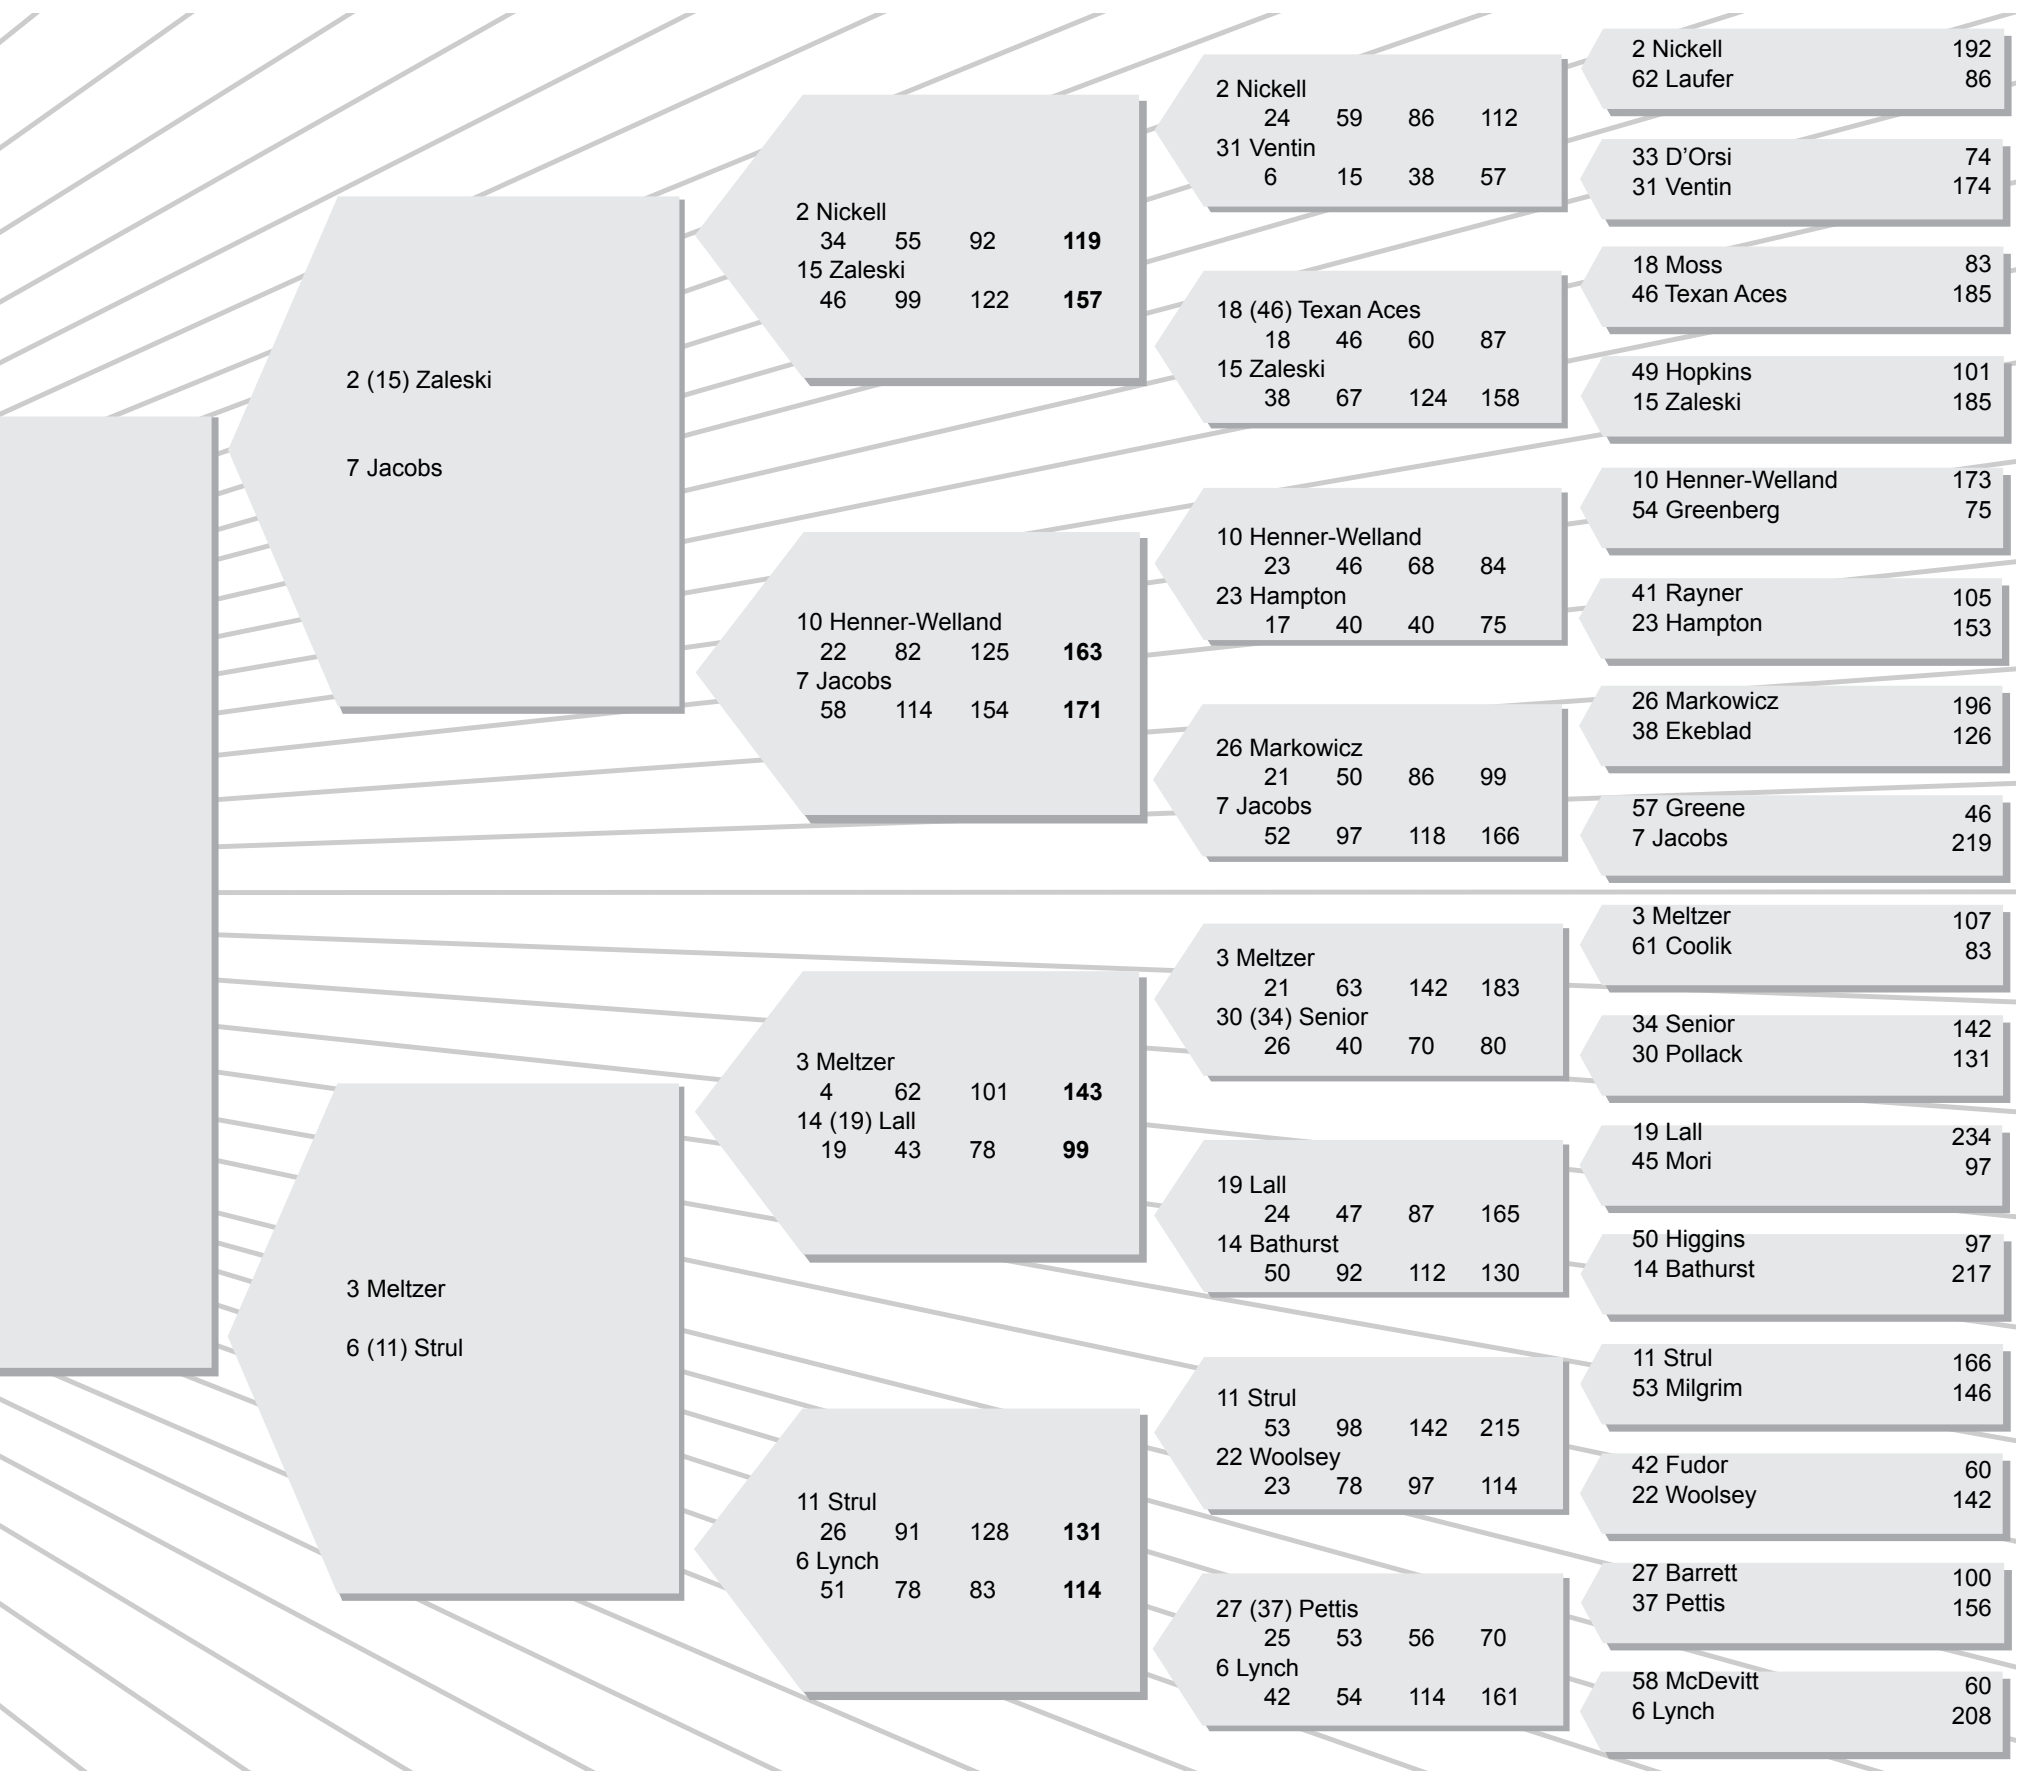 2 (15) Zaleski
7 Jacobs
3 Meltzer
6 (11) Strul
2 Nickell
34 55 92 119
15 Zaleski
46 99 122 157
10 Henner-Welland
22 82 125 163
7 Jacobs
58 114 154 171
3 Meltzer
4 62 101 143
14 (19) Lall
19 43 78 99
11 Strul
26 91 128 131
6 Lynch
51 78 83 114
2 Nickell
24 59 86 112
31 Ventin
6 15 38 57
18 (46) Texan Aces
18 46 60 87
15 Zaleski
38 67 124 158
10 Henner-Welland
23 46 68 84
23 Hampton
17 40 40 75
26 Markowicz
21 50 86 99
7 Jacobs
52 97 118 166
3 Meltzer
21 63 142 183
30 (34) Senior
26 40 70 80
19 Lall
24 47 87 165
14 Bathurst
50 92 112 130
11 Strul
53 98 142 215
22 Woolsey
23 78 97 114
27 (37) Pettis
25 53 56 70
6 Lynch
42 54 114 161
2 Nickell 192
62 Laufer 86
33 D’Orsi 74
31 Ventin 174
18 Moss 83
46 Texan Aces 185
49 Hopkins 101
15 Zaleski 185
10 Henner-Welland 173
54 Greenberg 75
41 Rayner 105
23 Hampton 153
26 Markowicz 196
38 Ekeblad 126
57 Greene 46
7 Jacobs 219
3 Meltzer 107
61 Coolik 83
34 Senior 142
30 Pollack 131
19 Lall 234
45 Mori 97
50 Higgins 97
14 Bathurst 217
11 Strul 166
53 Milgrim 146
42 Fudor 60
22 Woolsey 142
27 Barrett 100
37 Pettis 156
58 McDevitt 60
6 Lynch 208